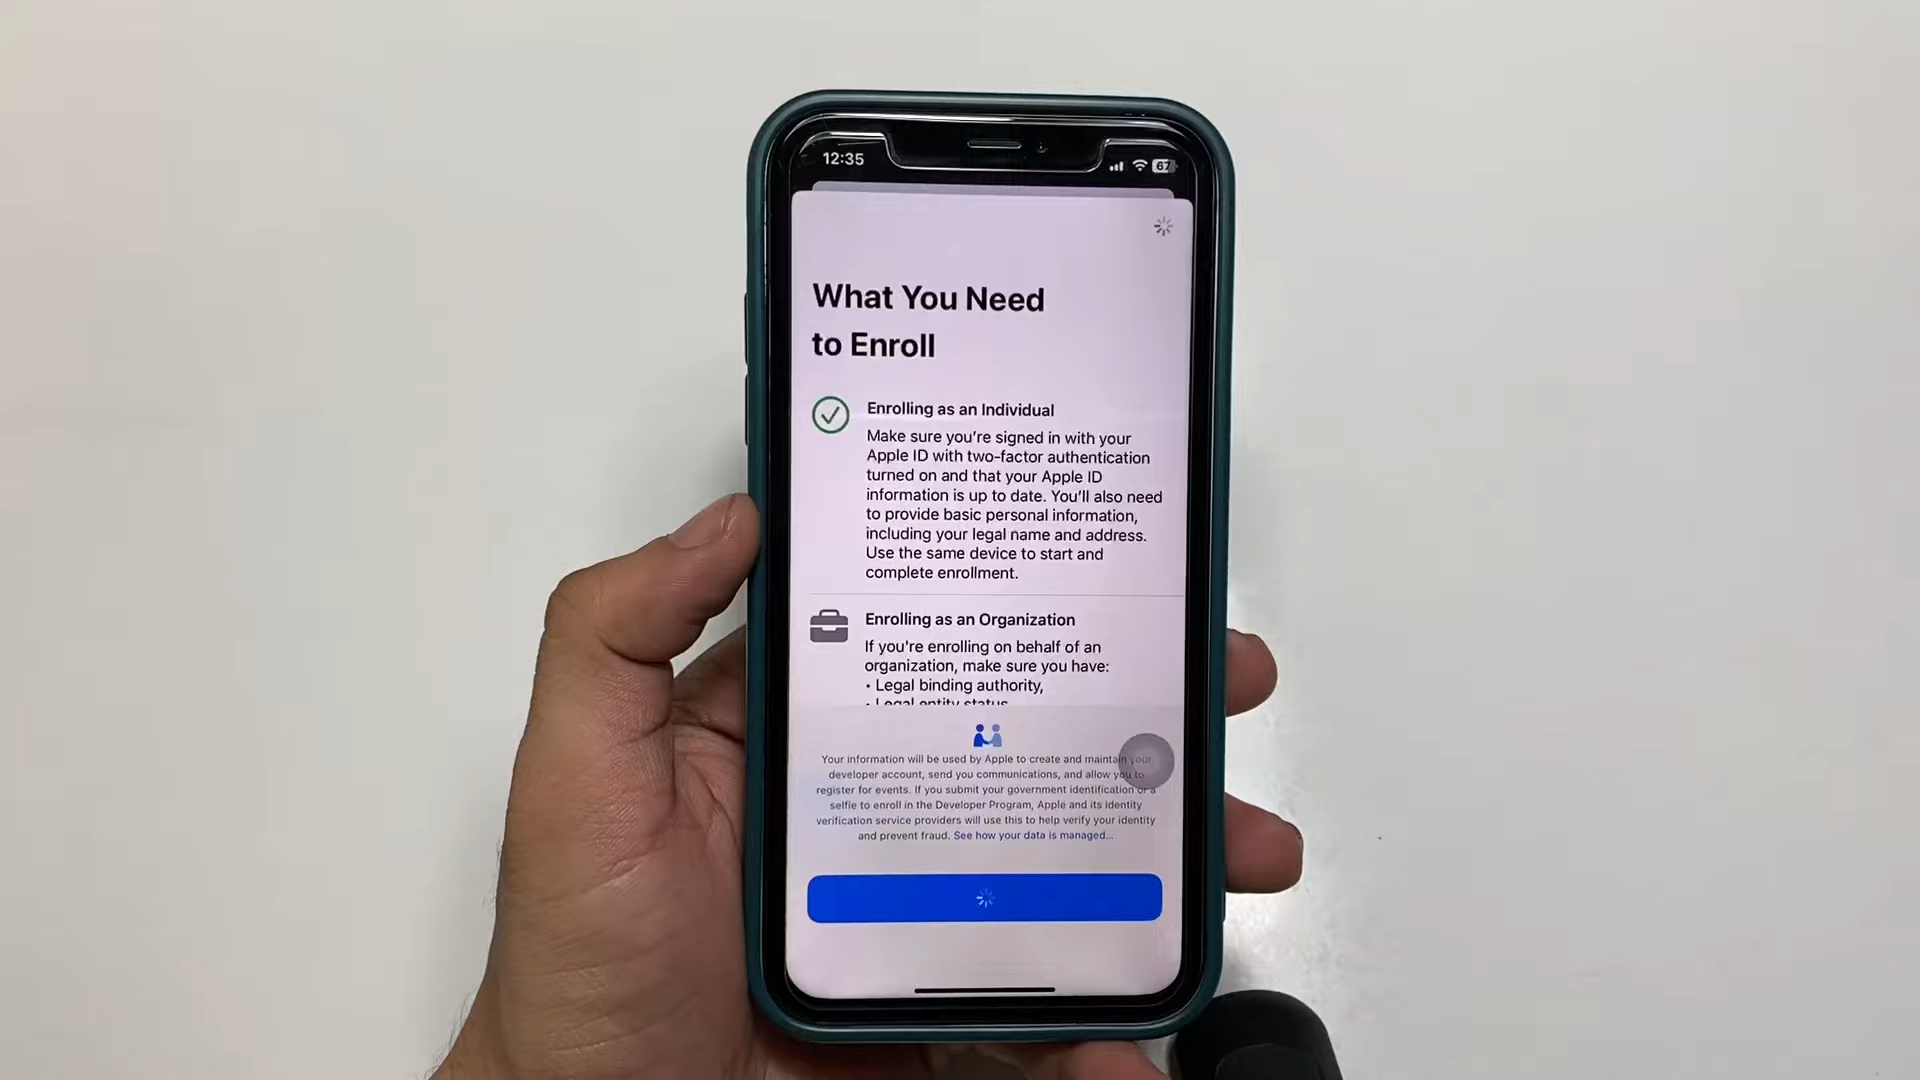 12:35
67
What You Need
to Enroll
Enrolling as an Individual
Make sure you're signed in with your
Apple ID with two-factor authentication
turned on and that your Apple ID
information is up to date. You'll also need
to provide basic personal information,
including your legal name and address.
Use the same device to start and
complete enrollment.
Enrolling as an Organization
If you're enrolling on behalf of an
organization, make sure you have:
• Legal binding authority,
• Legal entity status
Your information will be used by Apple to create and maintain your
developer account, send you communications, and allow you to
register for events. If you submit your government identification or a
selfie to enroll in the Developer Program, Apple and its identity
verification service providers will use this to help verify your identity
and prevent fraud. See how your data is managed...